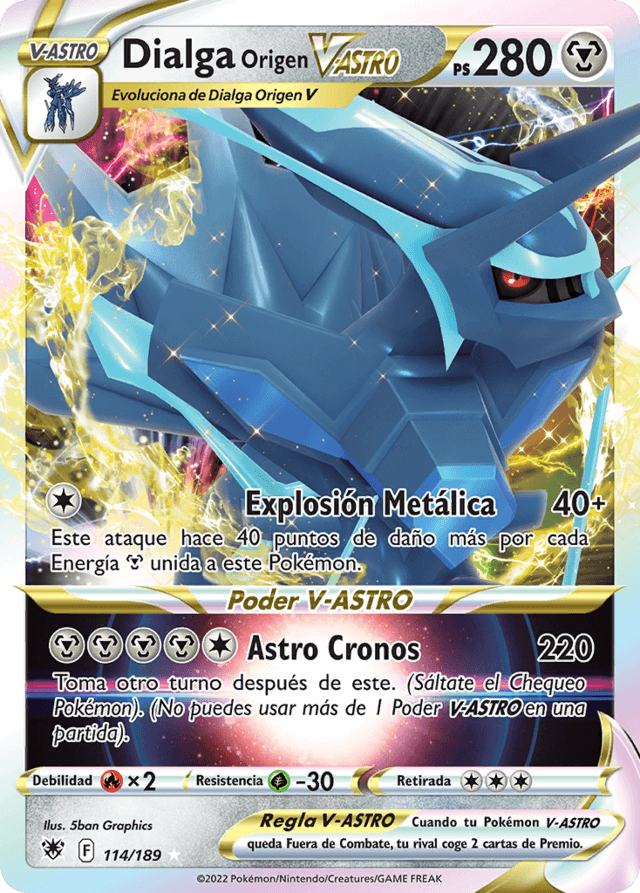 V-ASTRO
Dialga Origen V-ASTRO
PS 280
Evoluciona de Dialga Origen V
Explosión Metálica 40+
Este ataque hace 40 puntos de daño más por cada
Energía unida a este Pokémon.
Poder V-ASTRO
Astro Cronos 220
Toma otro turno después de este. (Sáltate el Chequeo
Pokémon). (No puedes usar más de 1 Poder V-ASTRO en una
partida).
Debilidad ×2 Resistencia -30 Retirada
Ilus. 5ban Graphics
Regla V-ASTRO Cuando tu Pokémon V-ASTRO
queda Fuera de Combate, tu rival coge 2 cartas de Premio.
F 114/189
©2022 Pokémon/Nintendo/Creatures/GAME FREAK